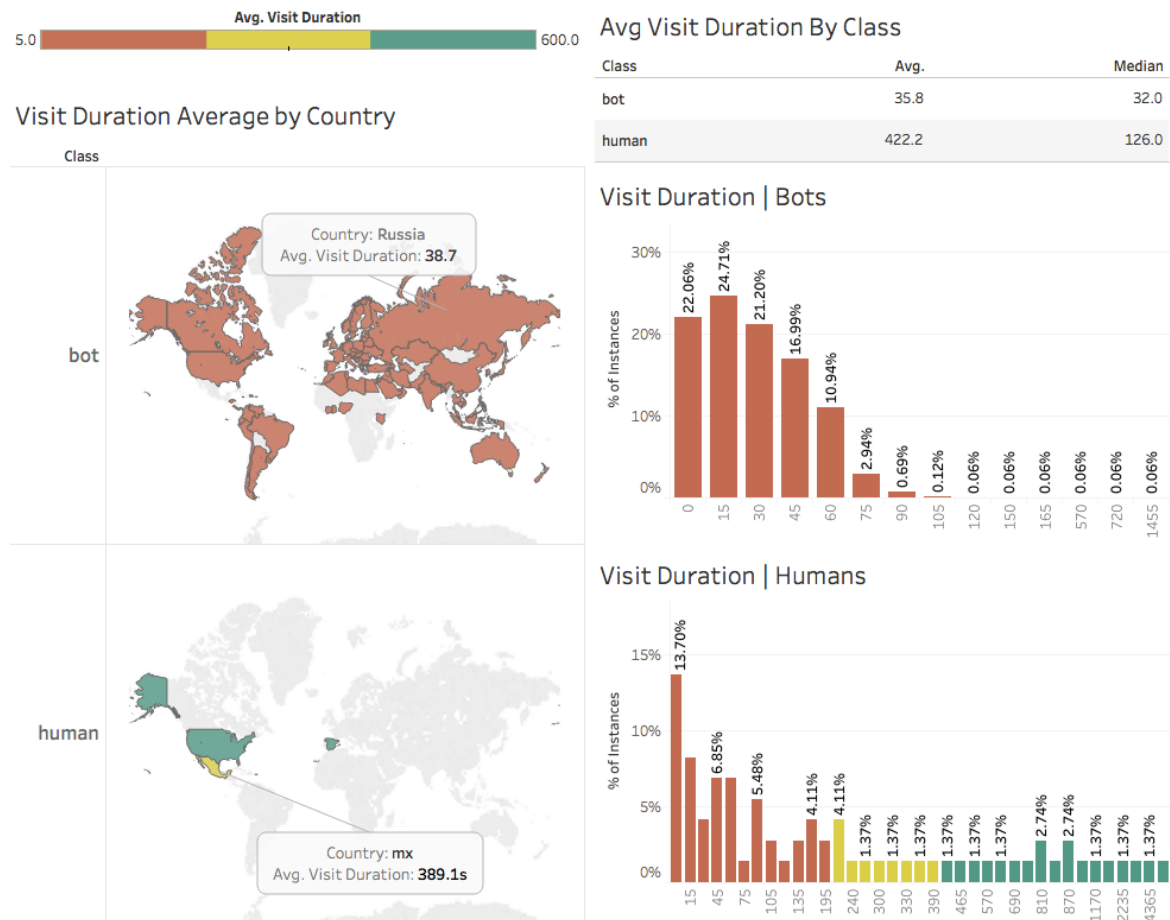 Avg. Visit Duration
5.0 600.0
Visit Duration Average by Country
Class
bot
Country: Russia
Avg. Visit Duration: 38.7
human
Country: mx
Avg. Visit Duration: 389.1s
Avg Visit Duration By Class
Class Avg. Median
bot 35.8 32.0
human 422.2 126.0
Visit Duration | Bots
% of Instances
30%
20%
10%
0%
22.06% 24.71% 21.20% 16.99% 10.94% 2.94% 0.69% 0.12% 0.06% 0.06% 0.06% 0.06% 0.06% 0.06%
0 15 30 45 60 75 90 105 120 150 165 570 720 1455
Visit Duration | Humans
% of Instances
15%
10%
5%
0%
13.70% 6.85% 5.48% 4.11% 4.11% 1.37% 1.37% 1.37% 1.37% 1.37% 1.37% 2.74% 2.74% 1.37% 1.37% 1.37%
15 45 75 105 135 195 240 300 330 390 465 570 690 810 870 1170 2235 4365